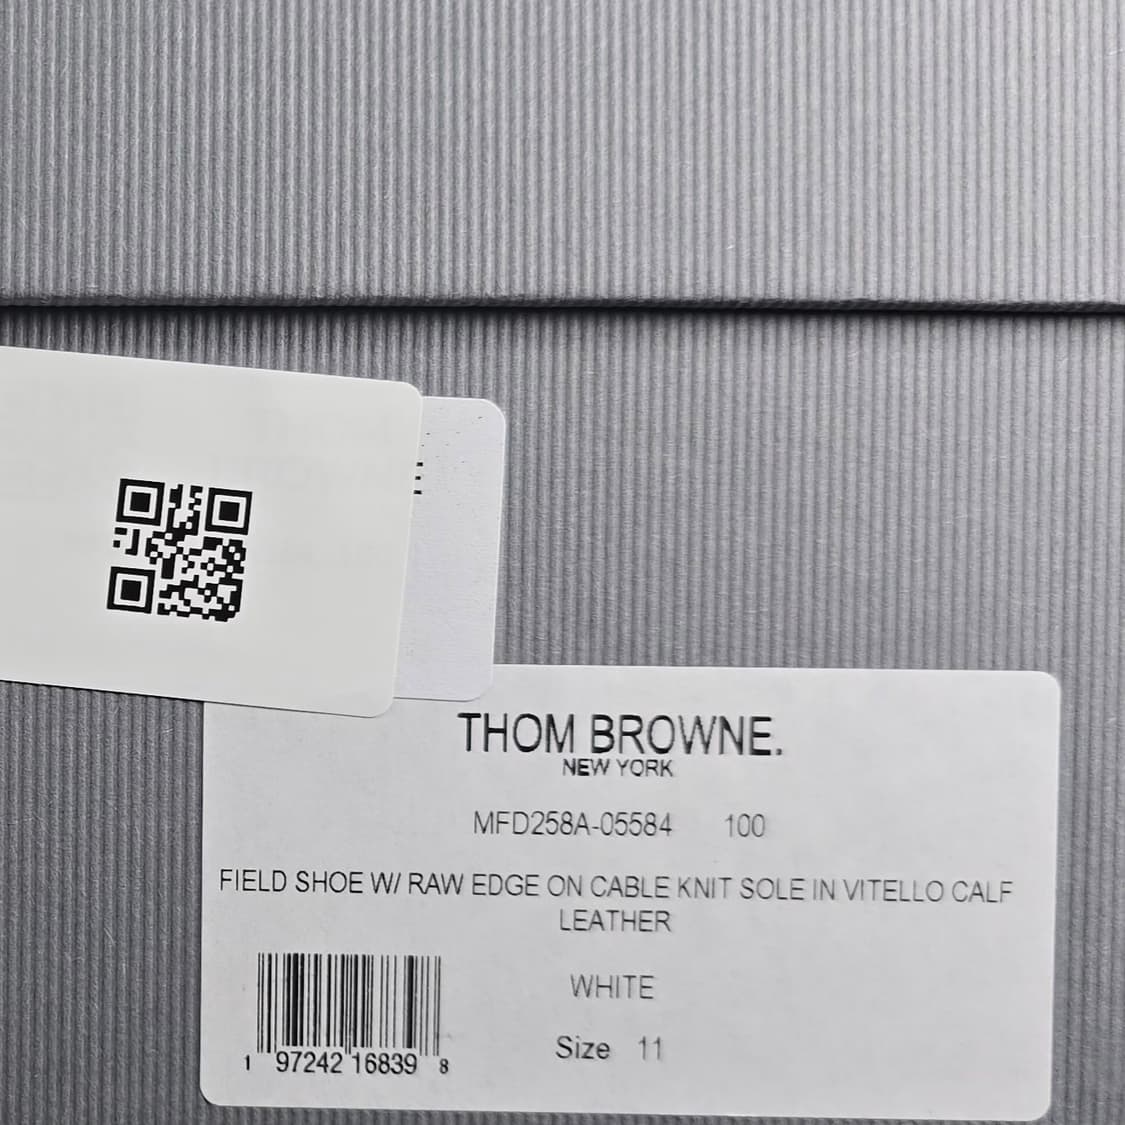 THOM BROWNE.
NEW YORK
MFD258A-05584 100
FIELD SHOE W/ RAW EDGE ON CABLE KNIT SOLE IN VITELLO CALF
LEATHER
WHITE
Size 11
1 97242 16839 8